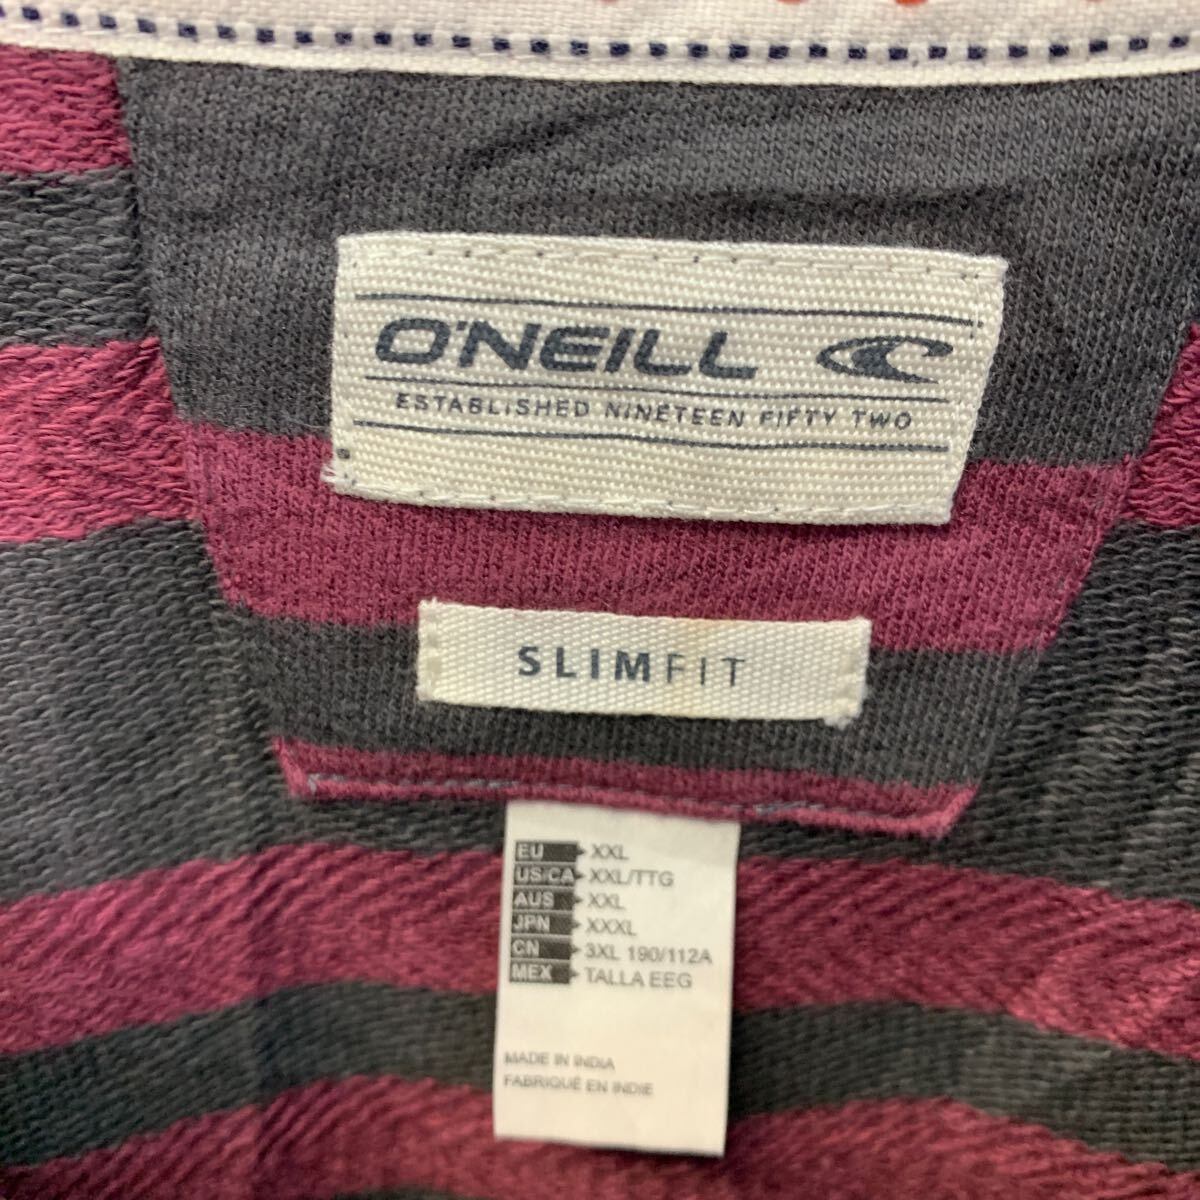 O'NEILL
ESTABLISHED NINETEEN FIFTY TWO
SLIMFIT
EU XXL
US/CA XXL/TTG
AUS XXL
JPN XXXL
CN 3XL 190/112A
MEX TALLA EEG
MADE IN INDIA
FABRIQUÉ EN INDIE